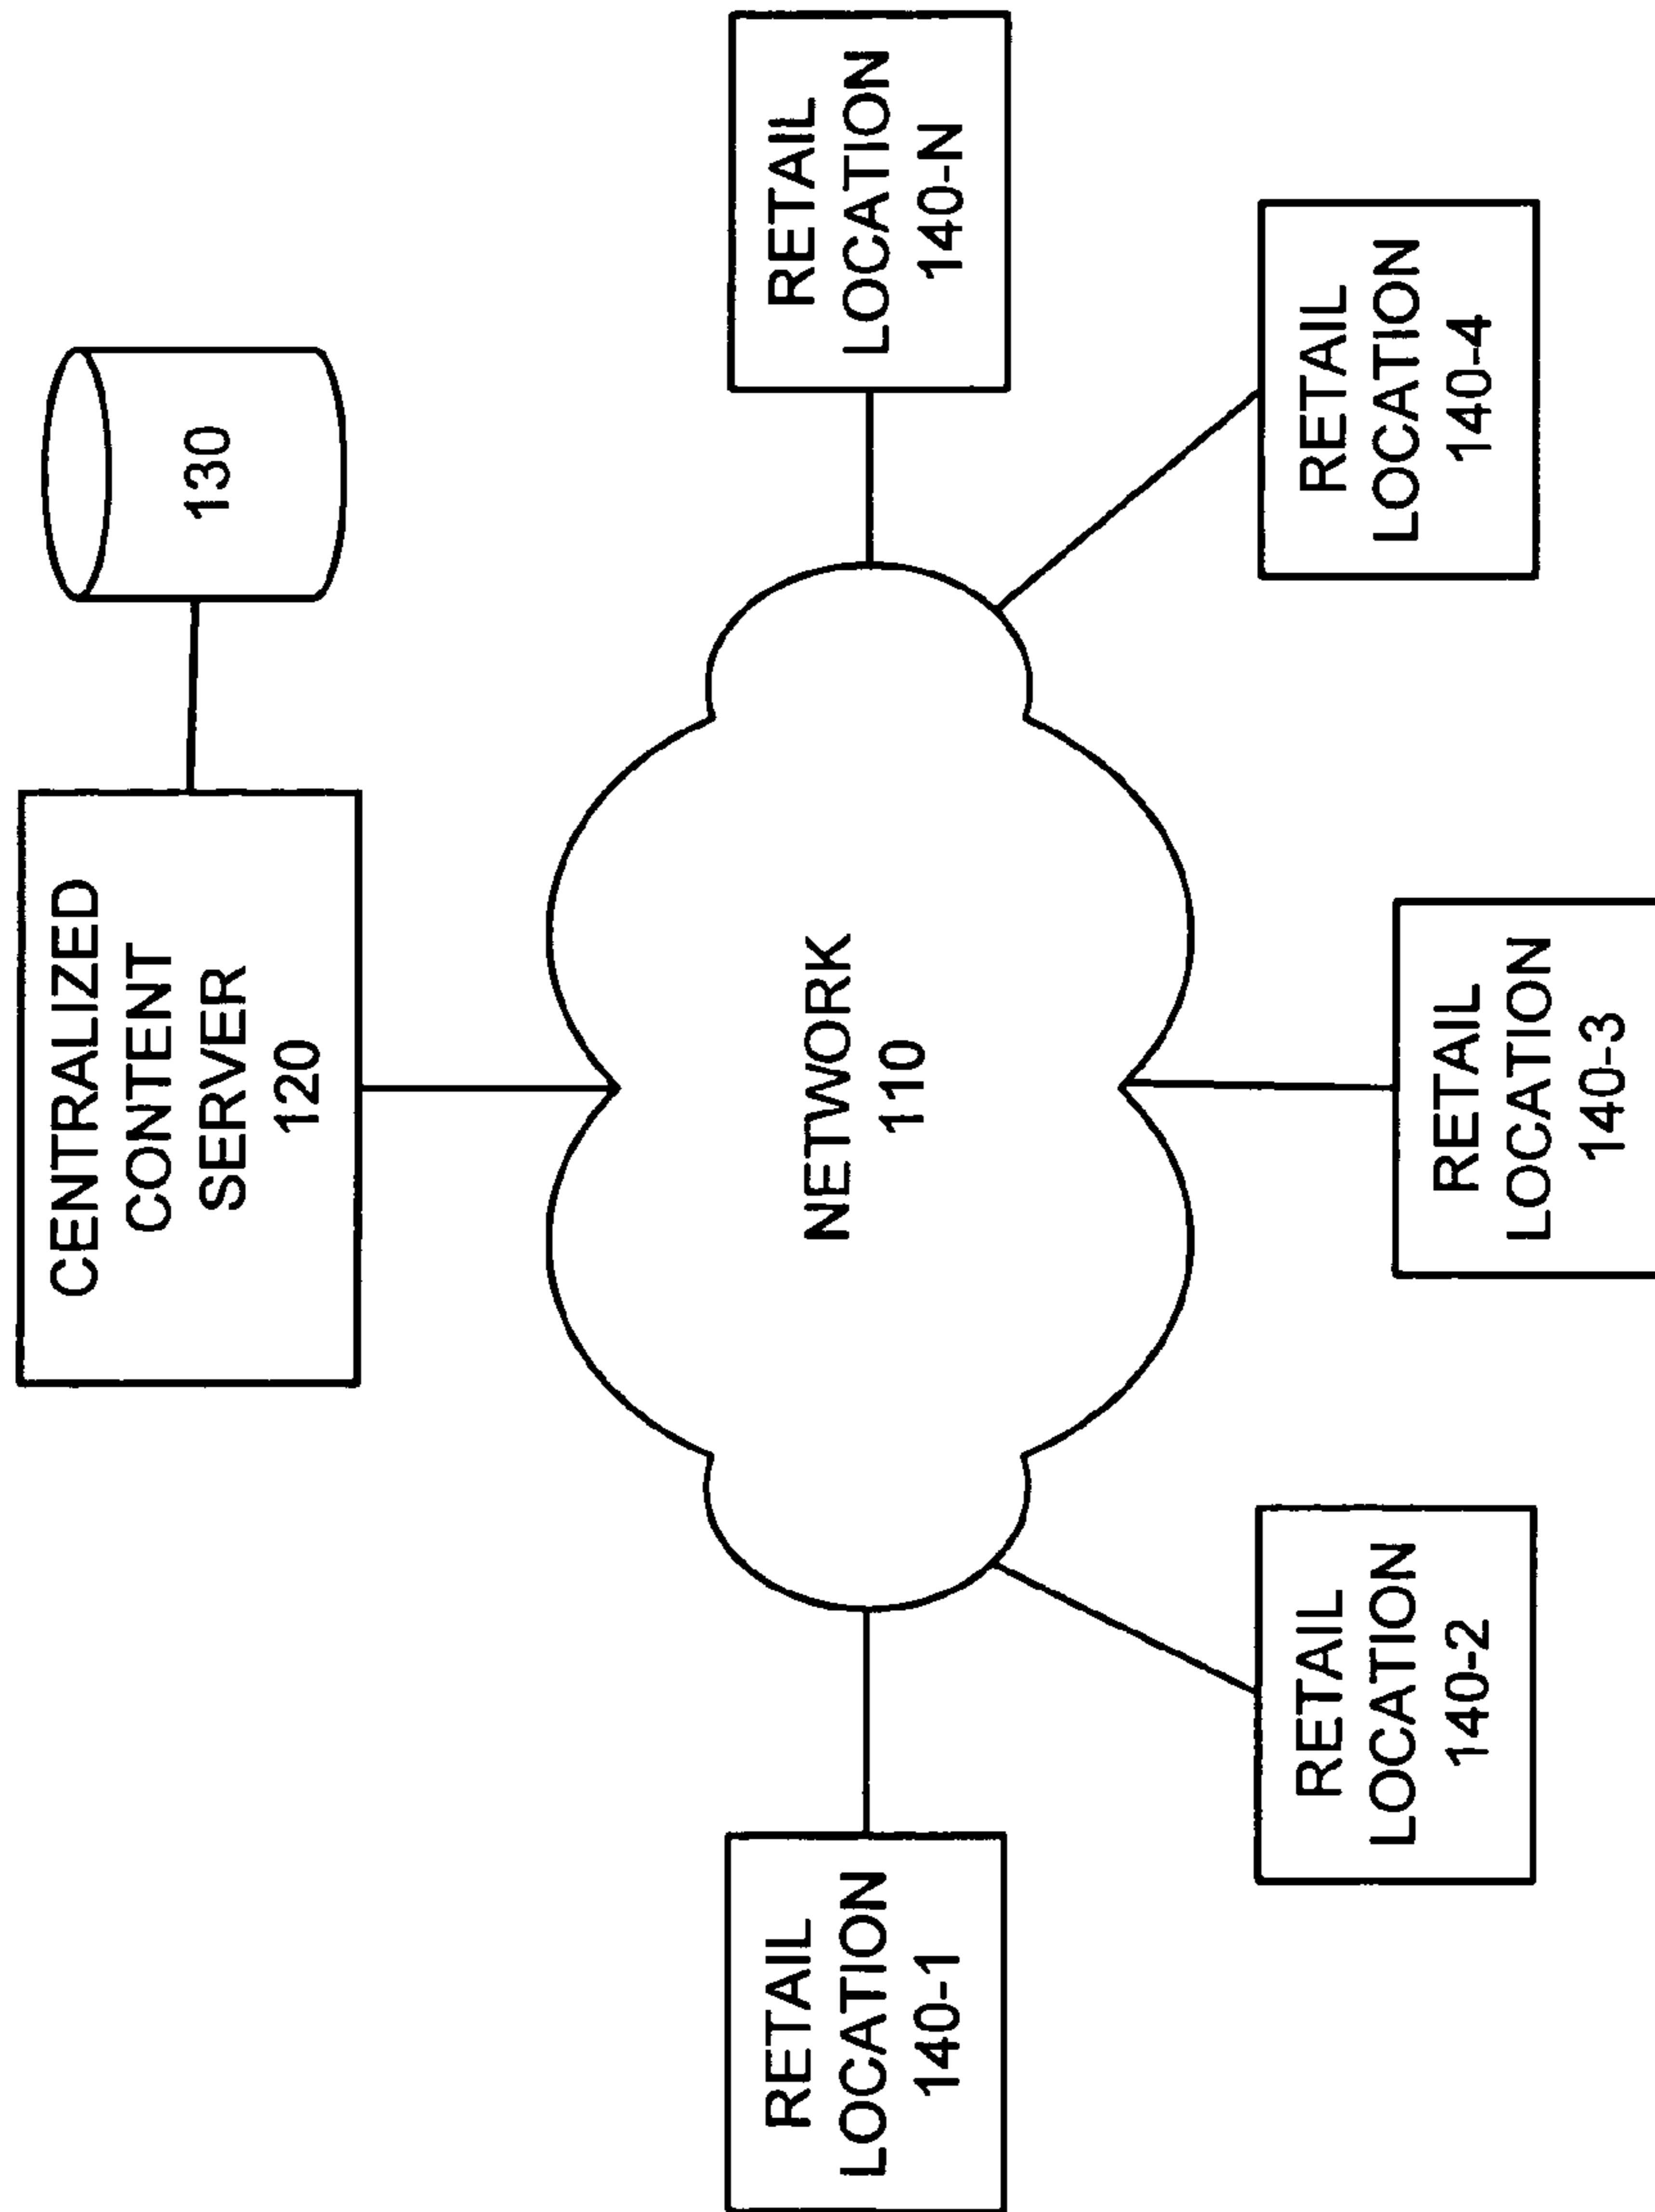 CENTRALIZED
CONTENT
SERVER
120
130
NETWORK
110
RETAIL
LOCATION
140-1
RETAIL
LOCATION
140-2
RETAIL
LOCATION
140-3
RETAIL
LOCATION
140-4
RETAIL
LOCATION
140-N